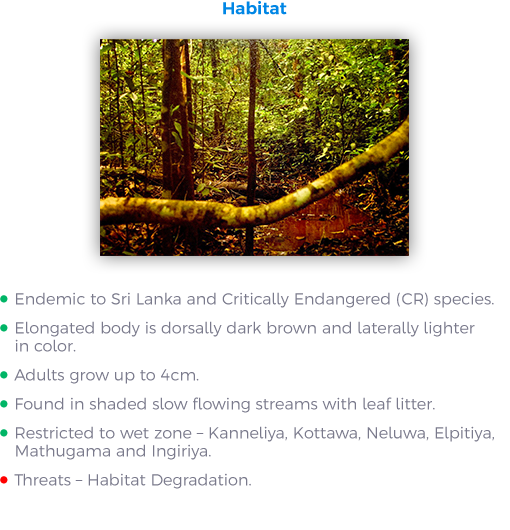 Habitat
Endemic to Sri Lanka and Critically Endangered (CR) species.
Elongated body is dorsally dark brown and laterally lighter
in color.
Adults grow up to 4cm.
Found in shaded slow flowing streams with leaf litter.
Restricted to wet zone – Kanneliya, Kottawa, Neluwa, Elpitiya,
Mathugama and Ingiriya.
Threats – Habitat Degradation.